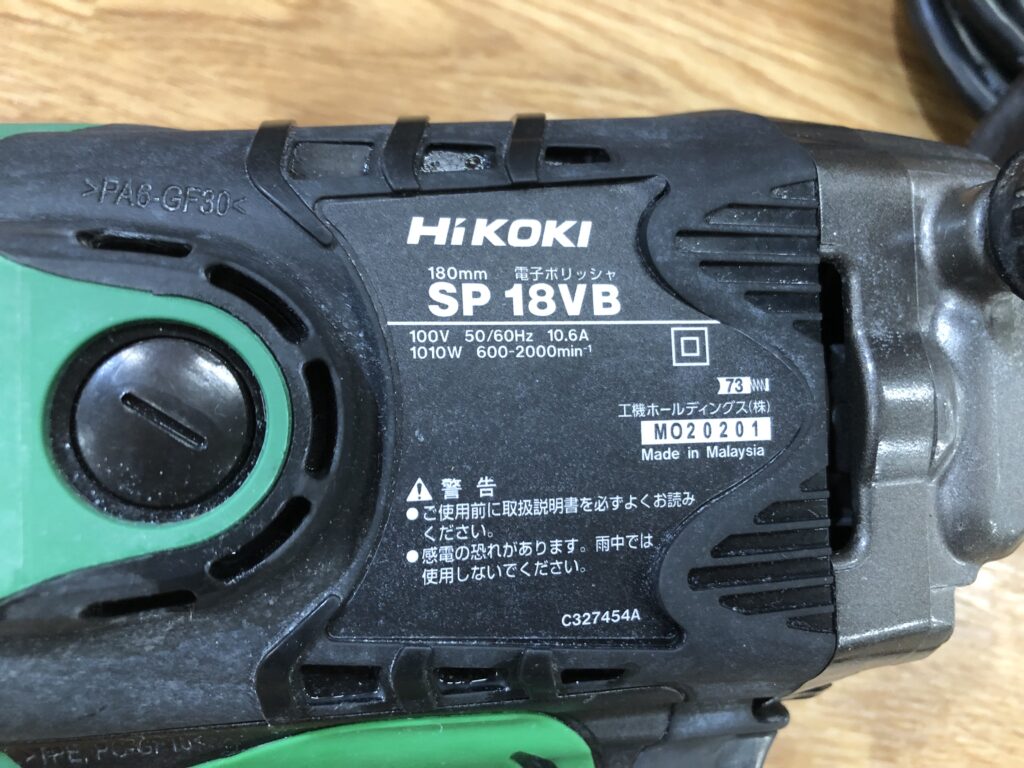 >PA6-GF30<
HiKOKI
180mm 電子ポリッシャ
SP 18VB
100V 50/60Hz 10.6A
1010W 600-2000min⁻¹
73
工機ホールディングス(株)
M020201
Made in Malaysia
警告
●ご使用前に取扱説明書を必ずよくお読み
ください。
●感電の恐れがあります。雨中では
使用しないでください。
C327454A